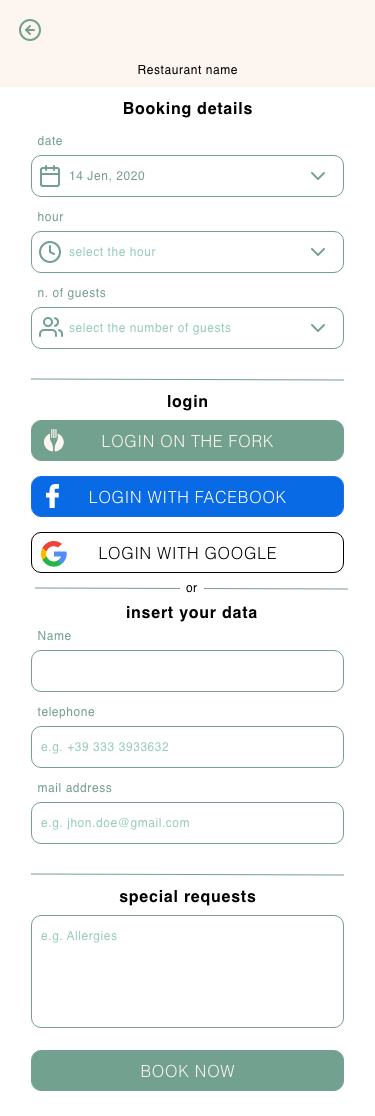 Restaurant name
Booking details
date
14 Jen, 2020
hour
select the hour
n. of guests
select the number of guests
login
LOGIN ON THE FORK
LOGIN WITH FACEBOOK
LOGIN WITH GOOGLE
or
insert your data
Name
telephone
e.g. +39 333 3933632
mail address
e.g. jhon.doe@gmail.com
special requests
e.g. Allergies
BOOK NOW